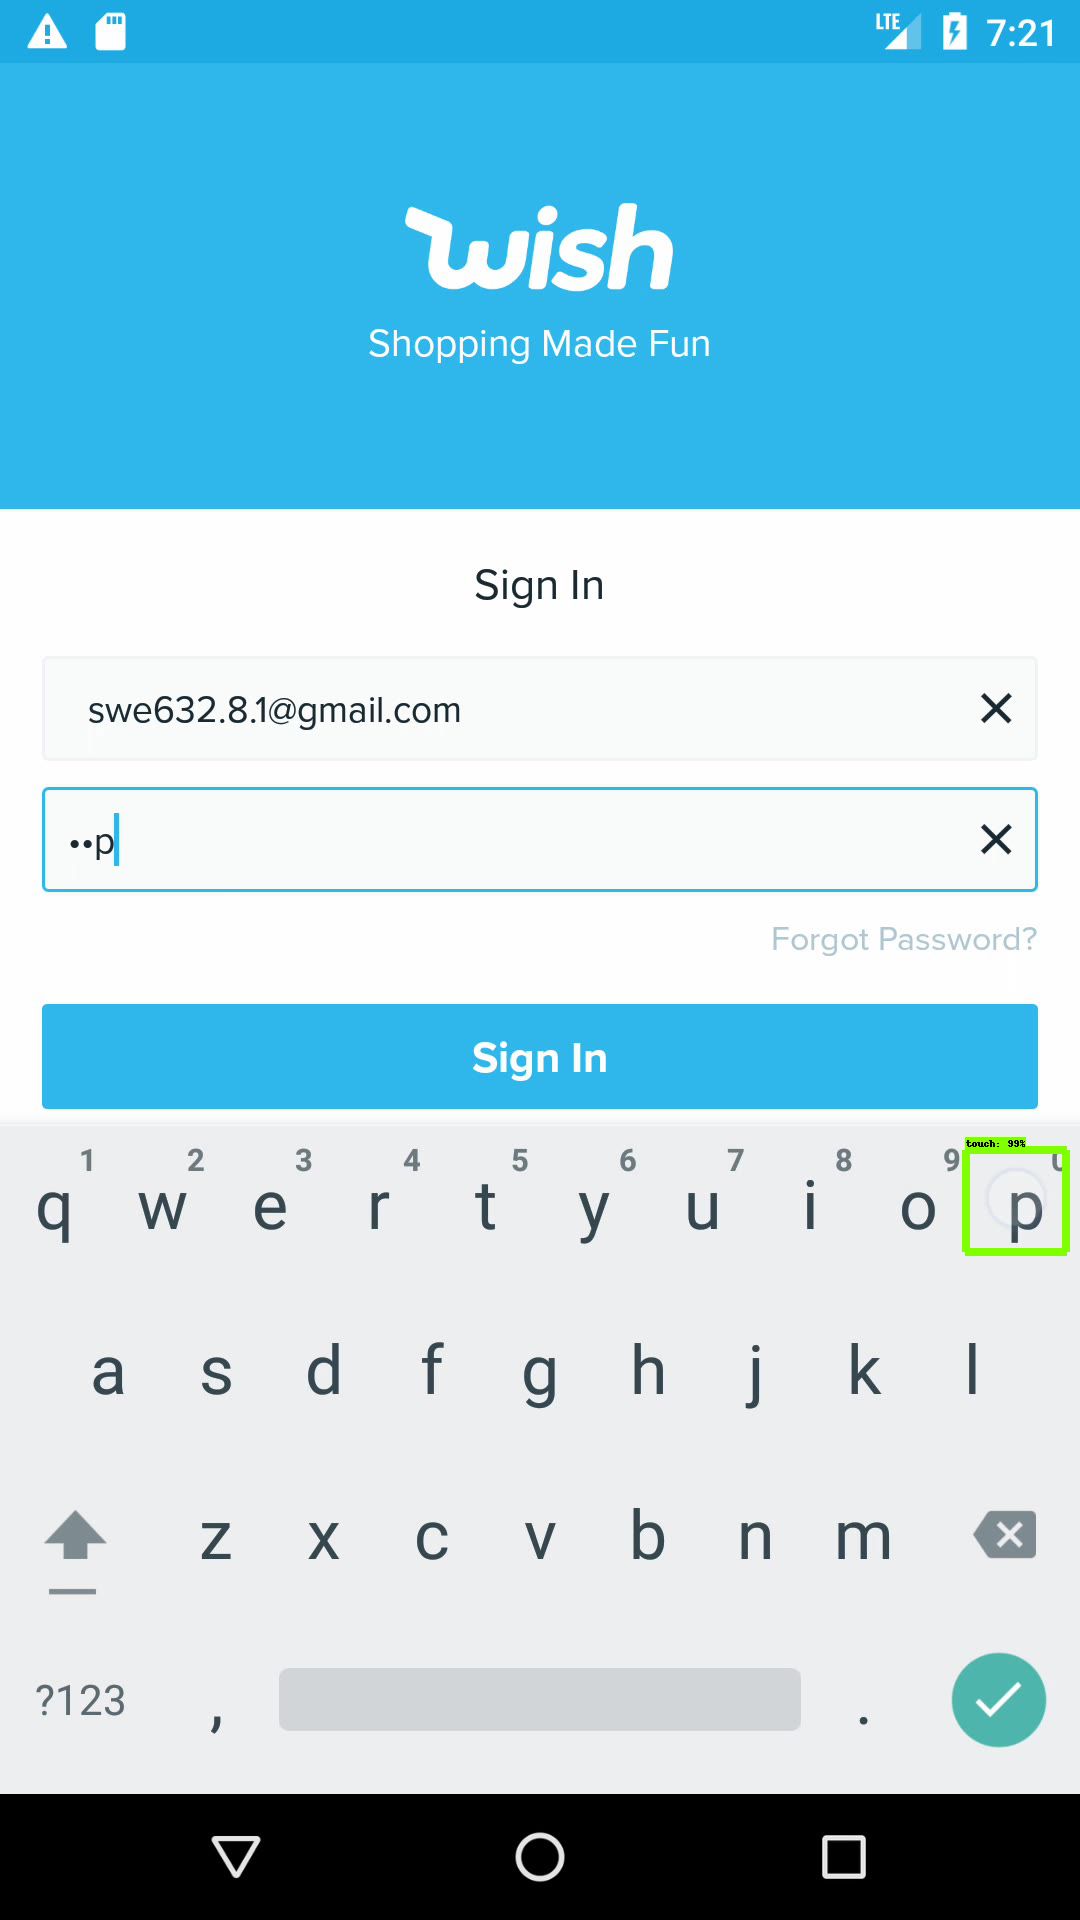 LTE 7:21
wish
Shopping Made Fun
Sign In
swe632.8.1@gmail.com
••p
Forgot Password?
Sign In
touch: 99%
1 2 3 4 5 6 7 8 9 0
q w e r t y u i o p
a s d f g h j k l
z x c v b n m
?123 , .